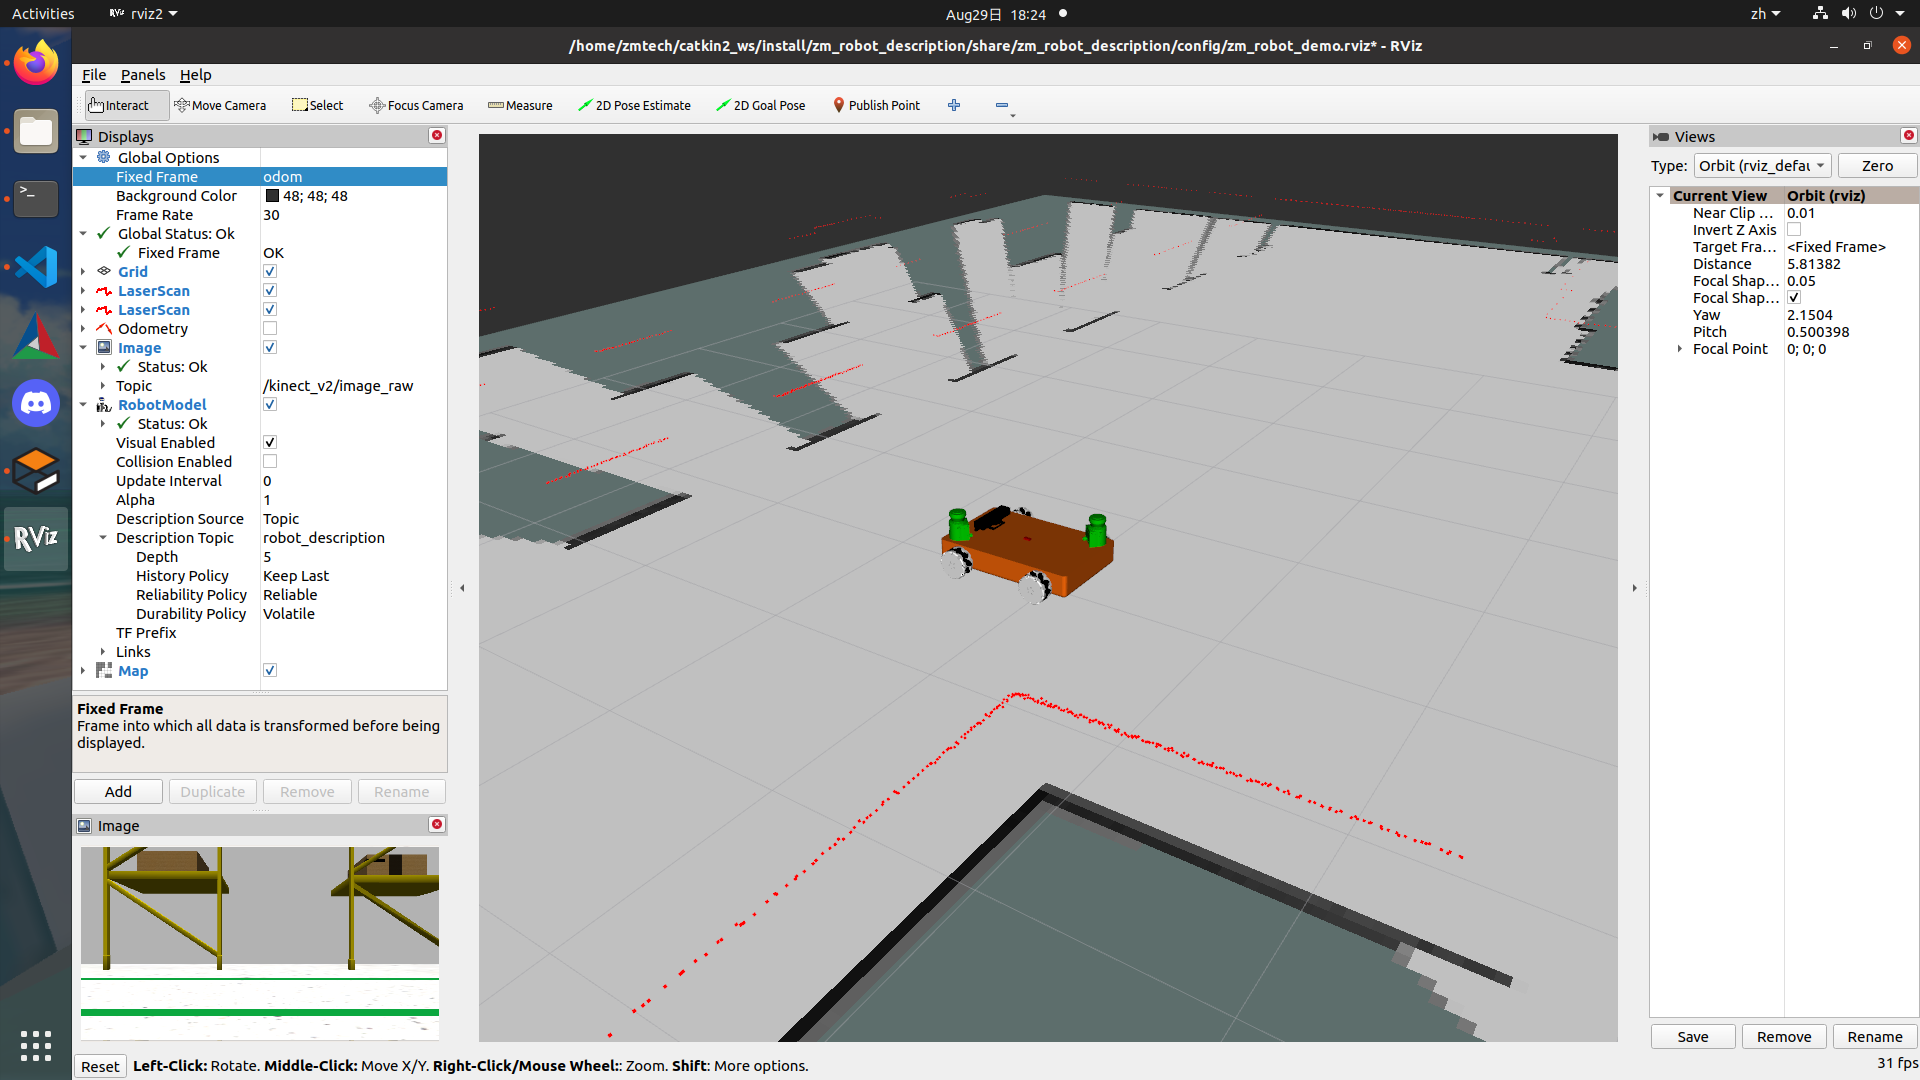 Activities
rviz2
Aug29日 18:24
zh
/home/zmtech/catkin2_ws/install/zm_robot_description/share/zm_robot_description/config/zm_robot_demo.rviz* - RViz
File Panels Help
Interact Move Camera Select Focus Camera Measure 2D Pose Estimate 2D Goal Pose Publish Point
Displays
Global Options
Fixed Frame odom
Background Color 48; 48; 48
Frame Rate 30
Global Status: Ok
Fixed Frame OK
Grid
LaserScan
LaserScan
Odometry
Image
Status: Ok
Topic /kinect_v2/image_raw
RobotModel
Status: Ok
Visual Enabled
Collision Enabled
Update Interval 0
Alpha 1
Description Source Topic
Description Topic robot_description
Depth 5
History Policy Keep Last
Reliability Policy Reliable
Durability Policy Volatile
TF Prefix
Links
Map
Fixed Frame
Frame into which all data is transformed before being
displayed.
Add Duplicate Remove Rename
Image
Reset Left-Click: Rotate. Middle-Click: Move X/Y. Right-Click/Mouse Wheel:: Zoom. Shift: More options.
Views
Type: Orbit (rviz_defau Zero
Current View Orbit (rviz)
Near Clip ... 0.01
Invert Z Axis
Target Fra... <Fixed Frame>
Distance 5.81382
Focal Shap... 0.05
Focal Shap...
Yaw 2.1504
Pitch 0.500398
Focal Point 0; 0; 0
Save Remove Rename
31 fps
RViz